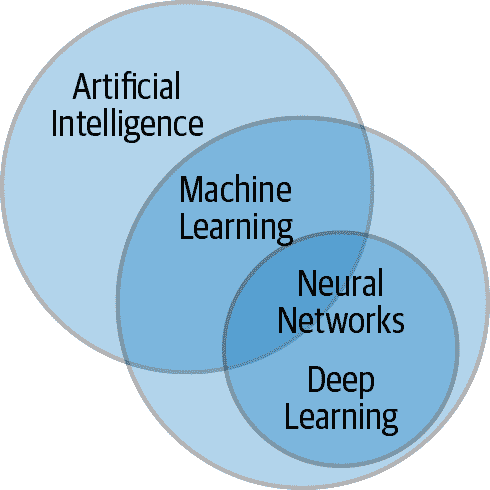 Artificial
Intelligence
Machine
Learning
Neural
Networks
Deep
Learning